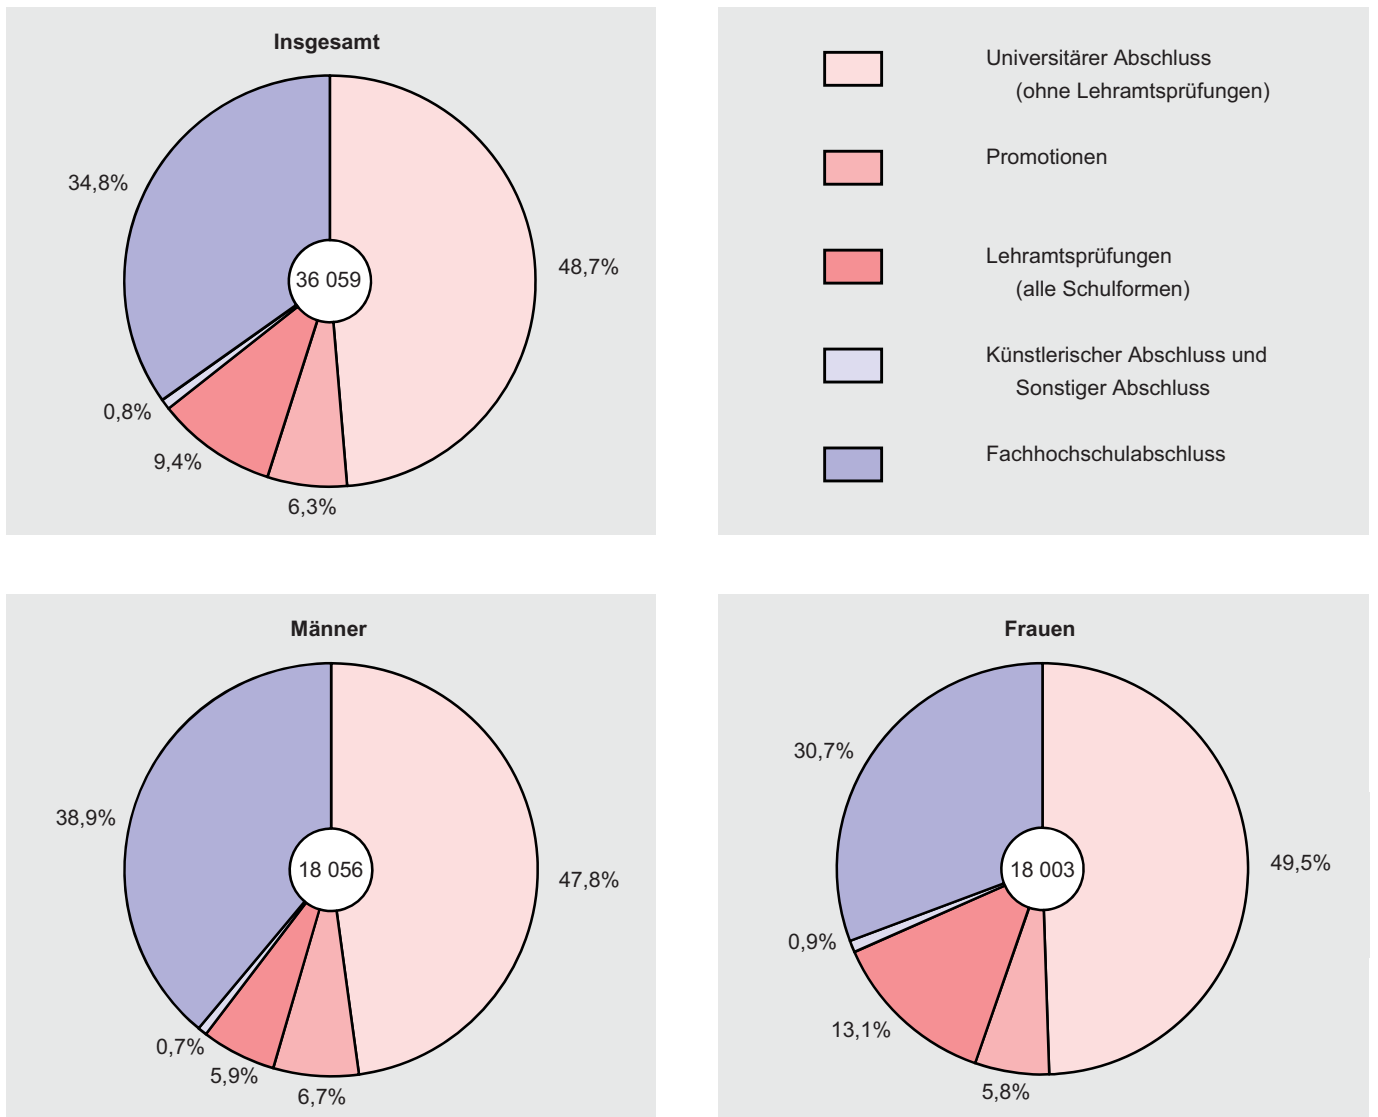 Insgesamt
34,8%
36 059
48,7%
0,8%
9,4%
6,3%
Universitärer Abschluss
(ohne Lehramtsprüfungen)
Promotionen
Lehramtsprüfungen
(alle Schulformen)
Künstlerischer Abschluss und
Sonstiger Abschluss
Fachhochschulabschluss
Männer
38,9%
18 056
47,8%
0,7%
5,9%
6,7%
Frauen
30,7%
18 003
49,5%
0,9%
13,1%
5,8%